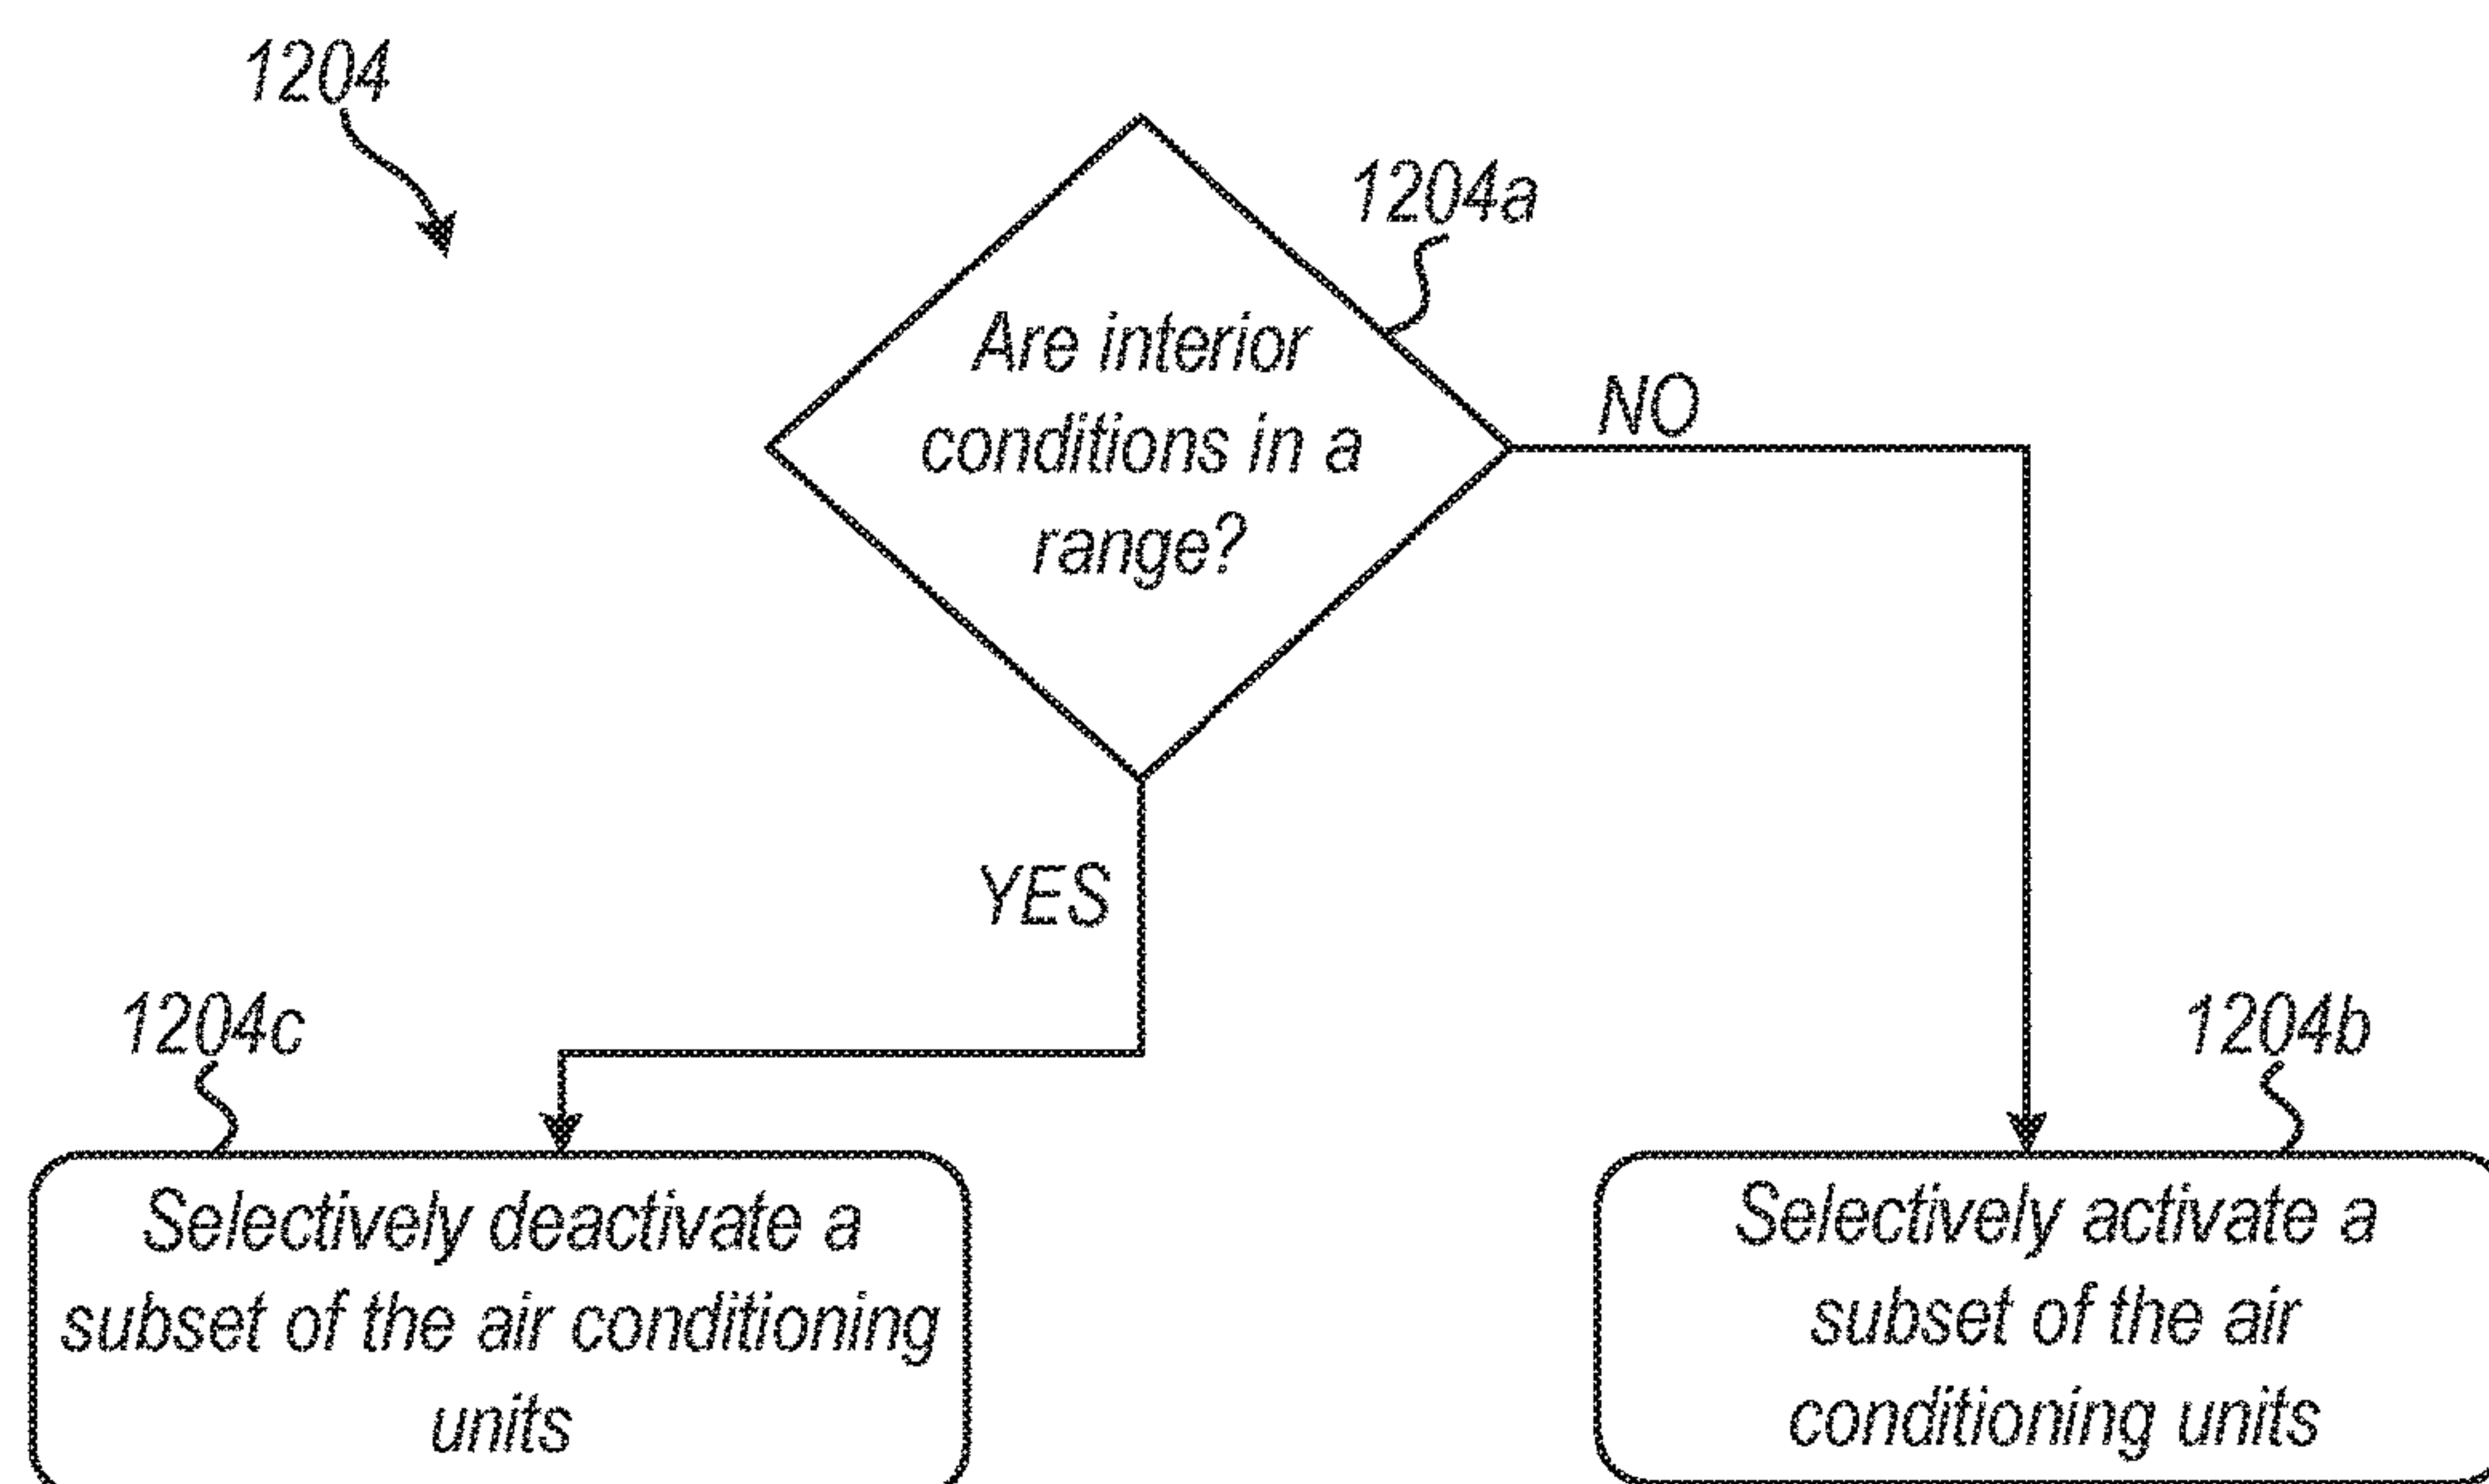 1204
1204a
Are interior
conditions in a
range?
NO
YES
1204c
1204b
Selectively deactivate a
subset of the air conditioning
units
Selectively activate a
subset of the air
conditioning units